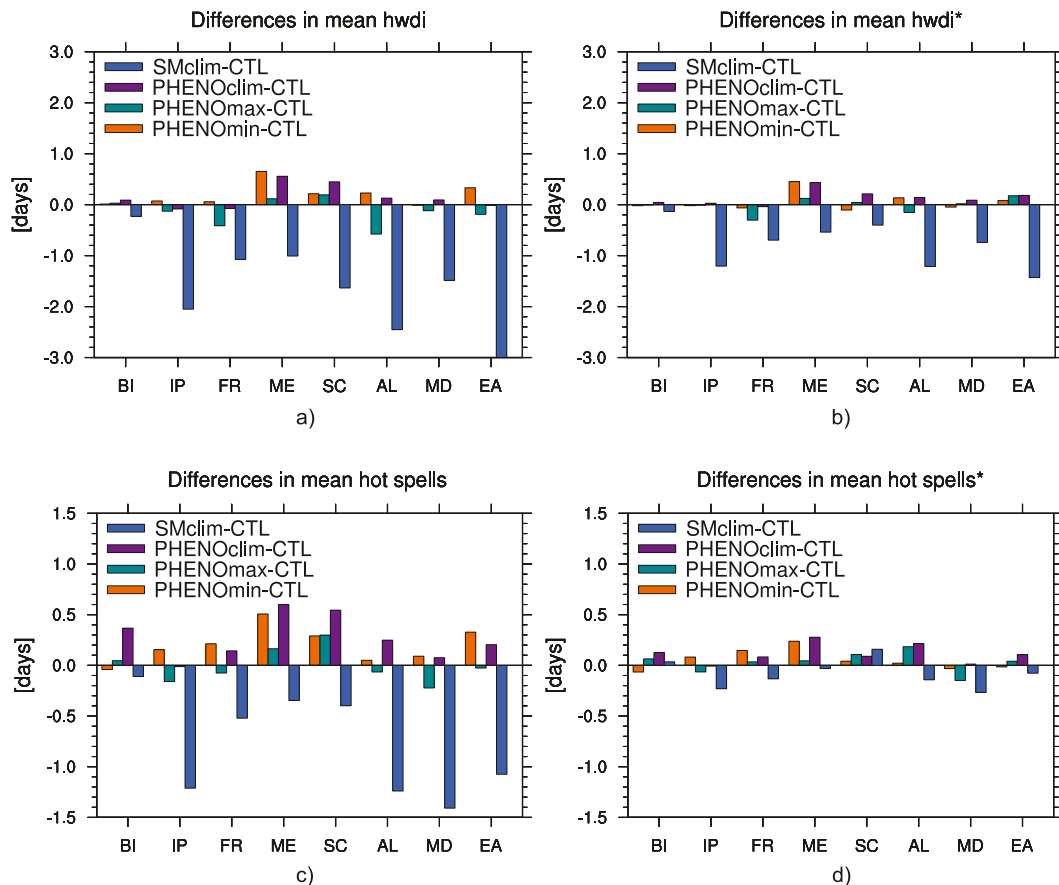 Differences in mean hwdi
3.0
2.0
1.0
0.0
-1.0
-2.0
-3.0
[days]
SMclim-CTL
PHENOclim-CTL
PHENOmax-CTL
PHENOmin-CTL
BI IP FR ME SC AL MD EA
a)
Differences in mean hwdi*
3.0
2.0
1.0
0.0
-1.0
-2.0
-3.0
[days]
SMclim-CTL
PHENOclim-CTL
PHENOmax-CTL
PHENOmin-CTL
BI IP FR ME SC AL MD EA
b)
Differences in mean hot spells
1.5
1.0
0.5
0.0
-0.5
-1.0
-1.5
[days]
SMclim-CTL
PHENOclim-CTL
PHENOmax-CTL
PHENOmin-CTL
BI IP FR ME SC AL MD EA
c)
Differences in mean hot spells*
1.5
1.0
0.5
0.0
-0.5
-1.0
-1.5
[days]
SMclim-CTL
PHENOclim-CTL
PHENOmax-CTL
PHENOmin-CTL
BI IP FR ME SC AL MD EA
d)